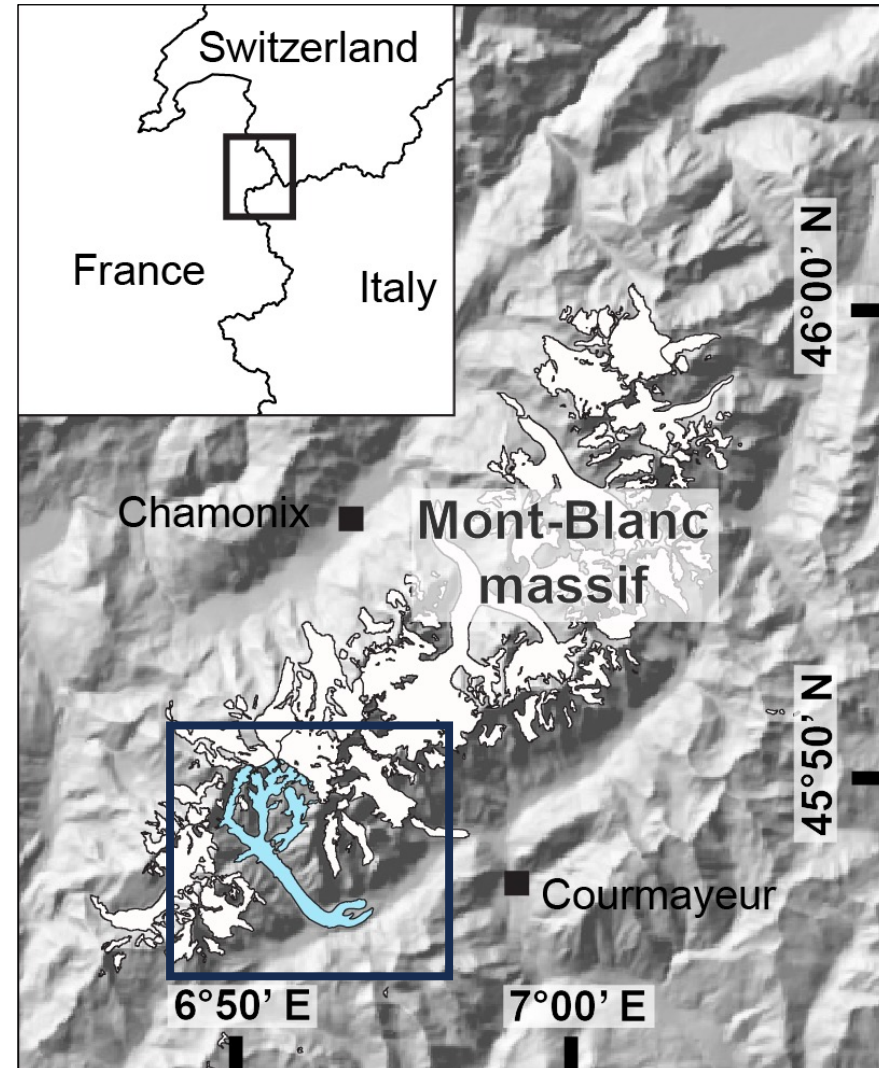 Switzerland
France
Italy
46°00’ N
Chamonix
Mont-Blanc
massif
45°50’ N
Courmayeur
6°50’ E
7°00’ E